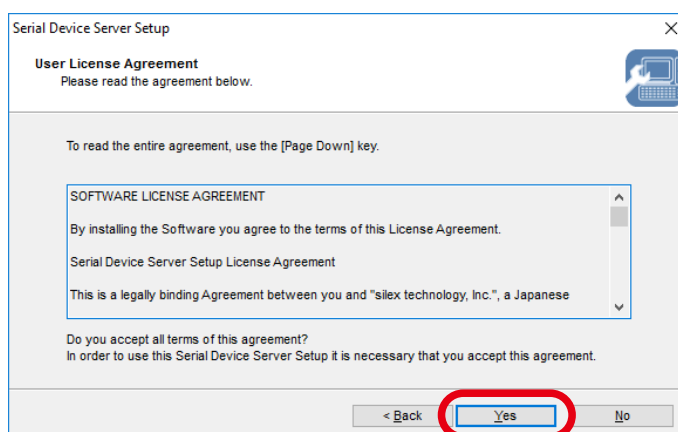 Serial Device Server Setup
User License Agreement
Please read the agreement below.
To read the entire agreement, use the [Page Down] key.
SOFTWARE LICENSE AGREEMENT
By installing the Software you agree to the terms of this License Agreement.
Serial Device Server Setup License Agreement
This is a legally binding Agreement between you and "silex technology, Inc.", a Japanese
Do you accept all terms of this agreement?
In order to use this Serial Device Server Setup it is necessary that you accept this agreement.
< Back Yes No